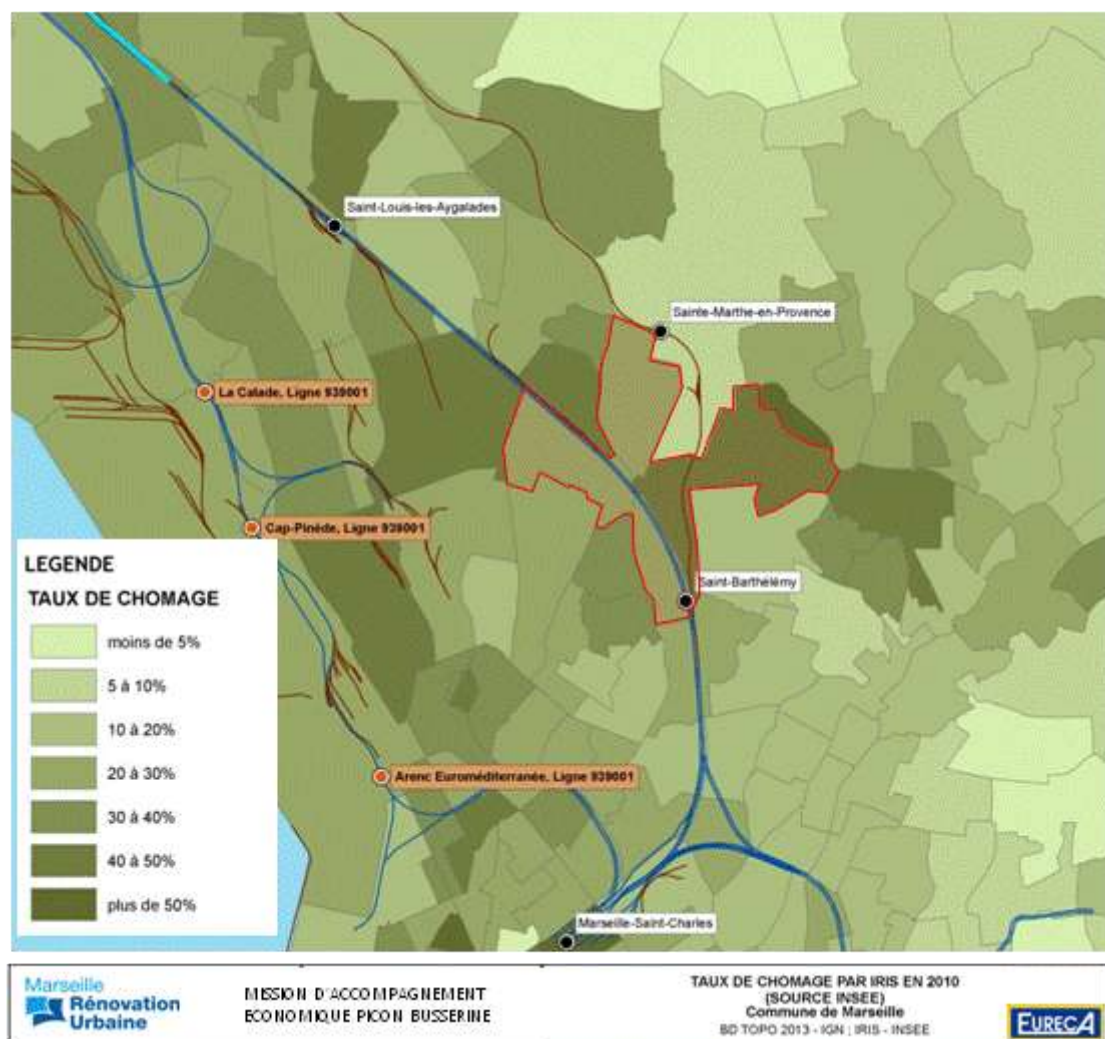 Saint-Louis-les-Aygalades
Sainte-Marthe-en-Provence
La Calade, Ligne 939001
Cap-Pinéde, Ligne 939001
LEGENDE
TAUX DE CHOMAGE
moins de 5%
5 à 10%
10 à 20%
20 à 30%
30 à 40%
40 à 50%
plus de 50%
Saint-Barthélémy
Arenc Euroméditerranée, Ligne 939001
Marseille-Saint-Charles
Marseille
Rénovation
Urbaine
MISSION D'ACCOMPAGNEMENT
ECONOMIQUE PICON BUSSERINE
TAUX DE CHOMAGE PAR IRIS EN 2010
(SOURCE INSEE)
Commune de Marseille
BD TOPO 2013 - IGN ; IRIS - INSEE
EURECA